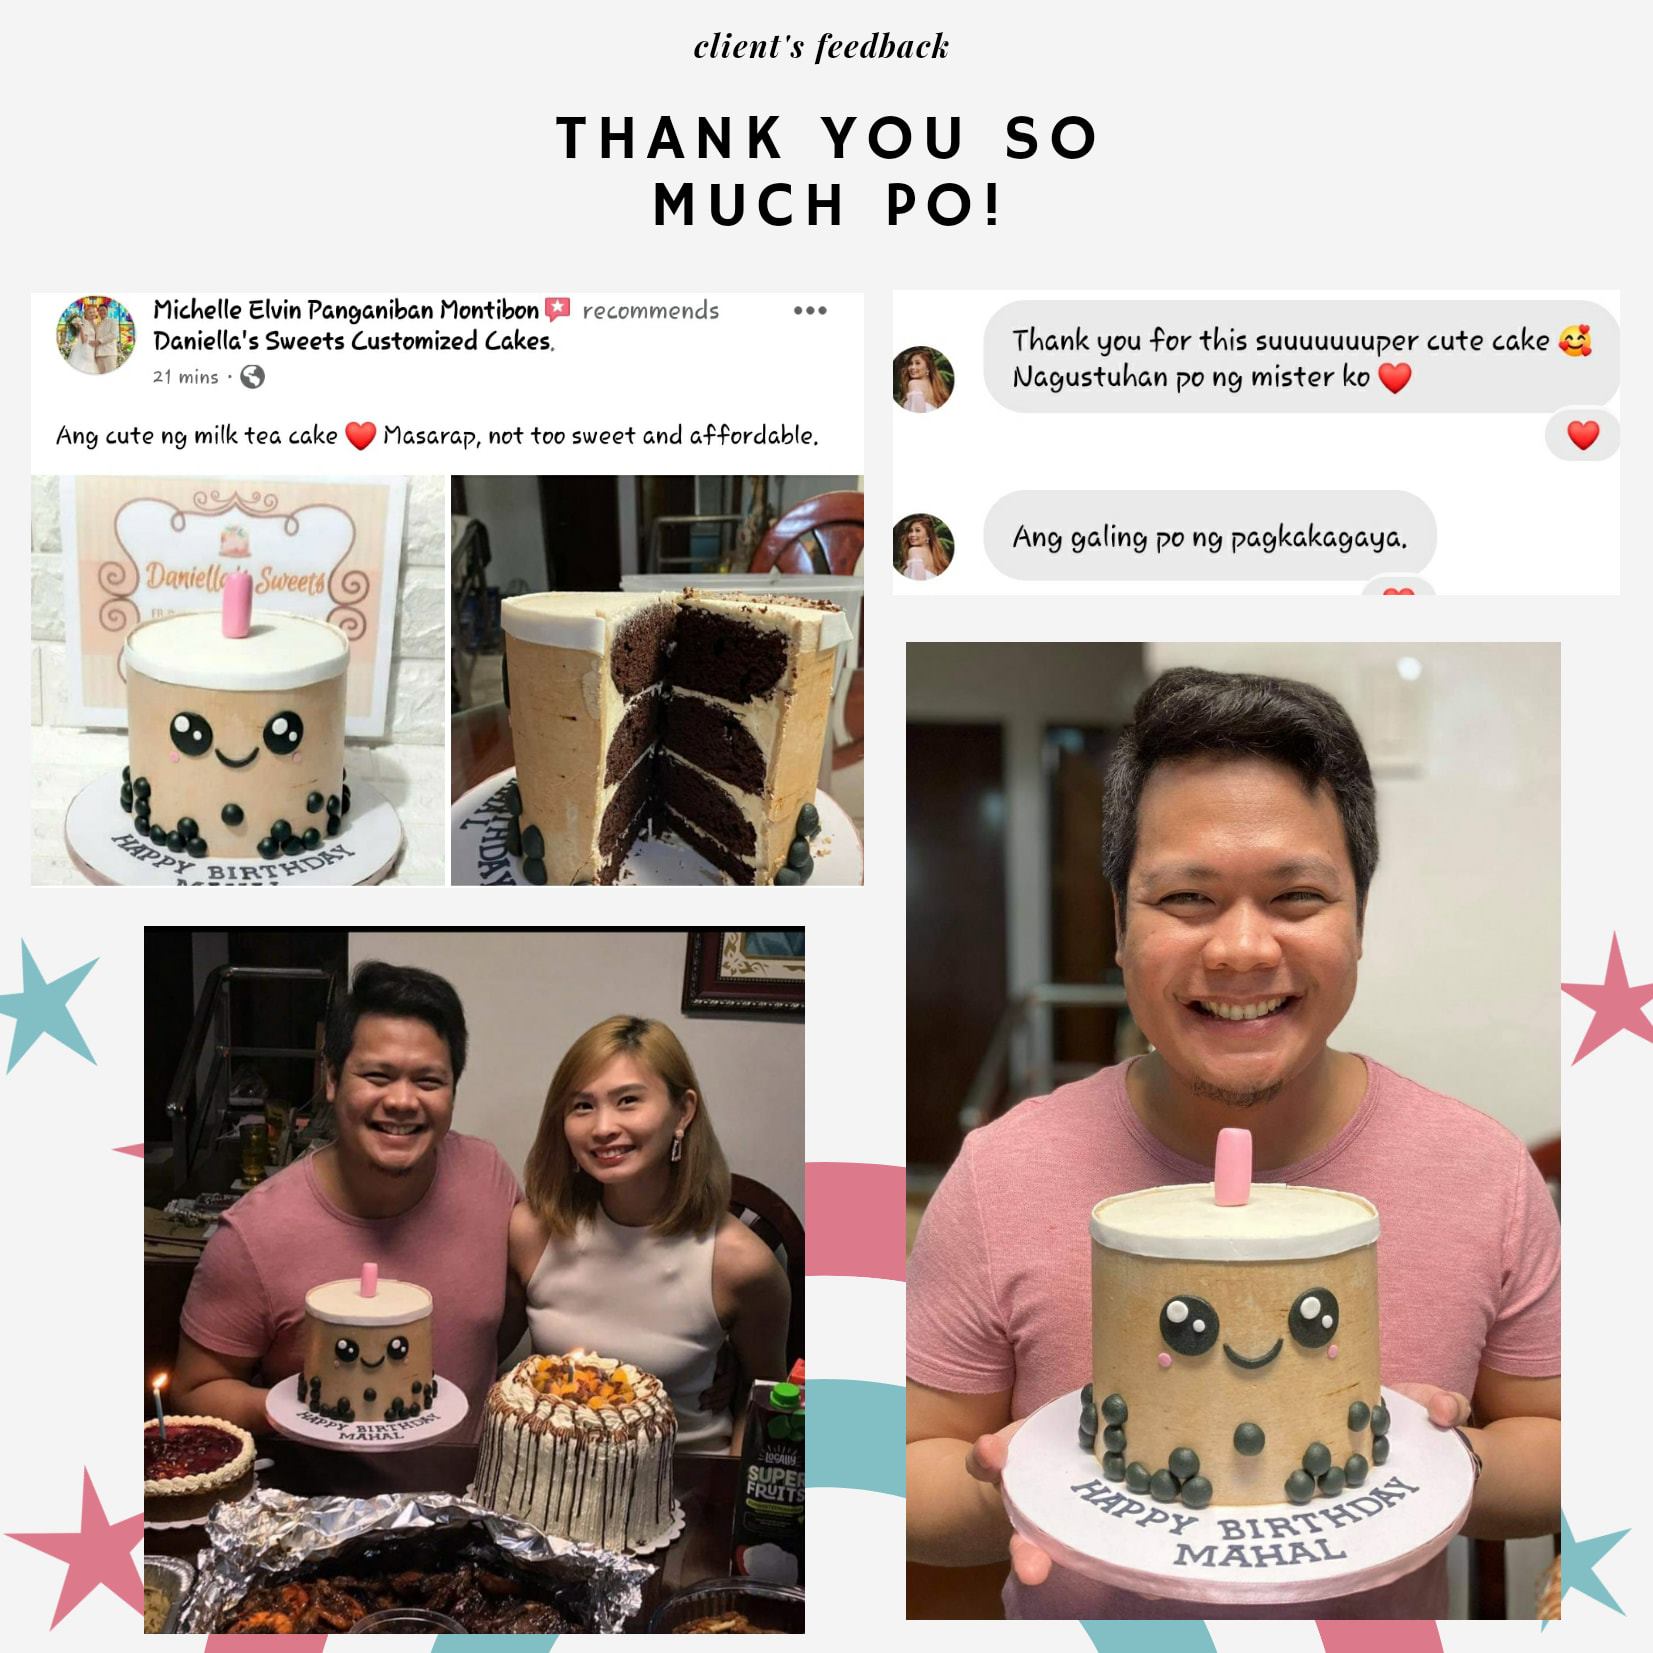 client's feedback
THANK YOU SO
MUCH PO!
Michelle Elvin Panganiban Montibon recommends
Daniella's Sweets Customized Cakes.
21 mins ·
Ang cute ng milk tea cake ❤️ Masarap, not too sweet and affordable.
Thank you for this suuuuuuuper cute cake 🥰
Nagustuhan po ng mister ko ❤️
❤️
Ang galing po ng pagkakagaya.
Sweets
HAPPY BIRTHDAY
MAHAL
HAPPY BIRTHDAY
MAHAL
LOCALLY
SUPER
FRUITS
HAPPY BIRTHDAY
MAHAL